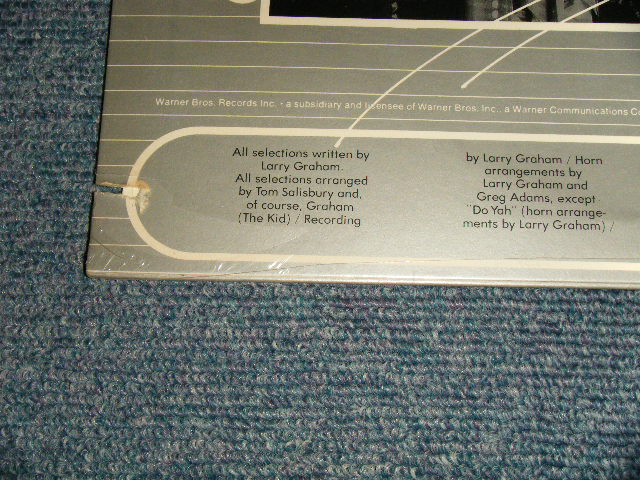 Warner Bros. Records Inc. • a subsidiary and licensee of Warner Bros. Inc., a Warner Communications
All selections written by
Larry Graham.
All selections arranged
by Tom Salisbury and,
of course, Graham
(The Kid) / Recording
by Larry Graham / Horn
arrangements by
Larry Graham and
Greg Adams, except
"Do Yah" (horn arrange-
ments by Larry Graham) /